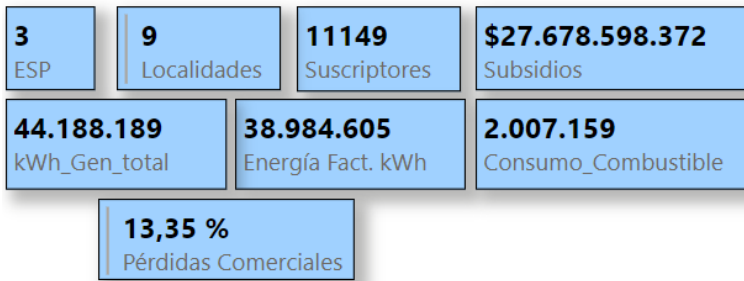 3
ESP
9
Localidades
11149
Suscriptores
$27.678.598.372
Subsidios
44.188.189
kWh_Gen_total
38.984.605
Energía Fact. kWh
2.007.159
Consumo_Combustible
13,35 %
Pérdidas Comerciales